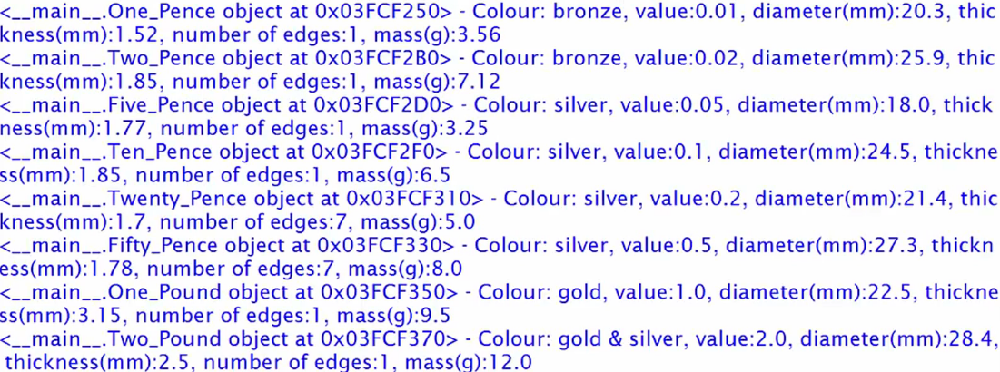 <__main__.One_Pence object at 0x03FCF250> - Colour: bronze, value:0.01, diameter(mm):20.3, thic
kness(mm):1.52, number of edges:1, mass(g):3.56
<__main__.Two_Pence object at 0x03FCF2B0> - Colour: bronze, value:0.02, diameter(mm):25.9, thic
kness(mm):1.85, number of edges:1, mass(g):7.12
<__main__.Five_Pence object at 0x03FCF2D0> - Colour: silver, value:0.05, diameter(mm):18.0, thick
ness(mm):1.77, number of edges:1, mass(g):3.25
<__main__.Ten_Pence object at 0x03FCF2F0> - Colour: silver, value:0.1, diameter(mm):24.5, thickne
ss(mm):1.85, number of edges:1, mass(g):6.5
<__main__.Twenty_Pence object at 0x03FCF310> - Colour: silver, value:0.2, diameter(mm):21.4, thic
kness(mm):1.7, number of edges:7, mass(g):5.0
<__main__.Fifty_Pence object at 0x03FCF330> - Colour: silver, value:0.5, diameter(mm):27.3, thickn
ess(mm):1.78, number of edges:7, mass(g):8.0
<__main__.One_Pound object at 0x03FCF350> - Colour: gold, value:1.0, diameter(mm):22.5, thickne
ss(mm):3.15, number of edges:1, mass(g):9.5
<__main__.Two_Pound object at 0x03FCF370> - Colour: gold & silver, value:2.0, diameter(mm):28.4,
 thickness(mm):2.5, number of edges:1, mass(g):12.0